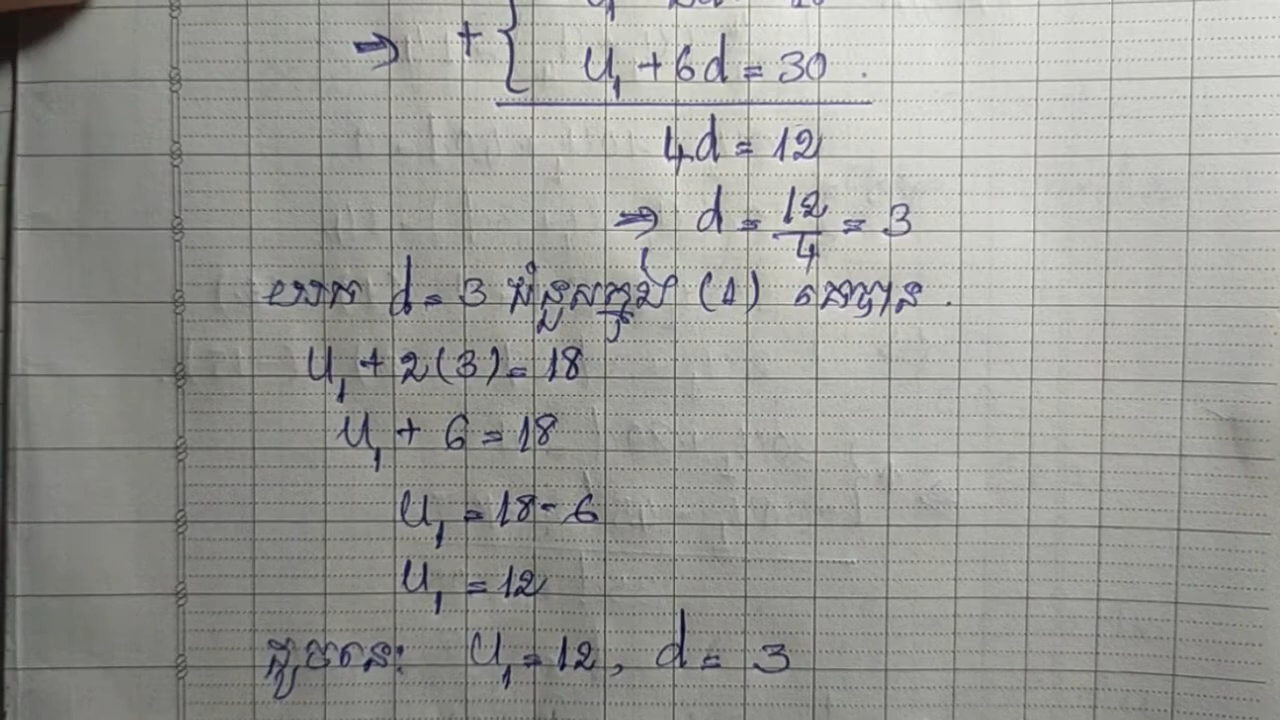 ⇒ + { U₁ + 6d = 30 .
4d = 12
⇒ d = 12/4 = 3
យក d = 3 ជំនួសក្នុង (1) គេបាន .
U₁ + 2(3) = 18
U₁ + 6 = 18
U₁ = 18 - 6
U₁ = 12
ដូចនេះ: U₁ = 12 , d = 3